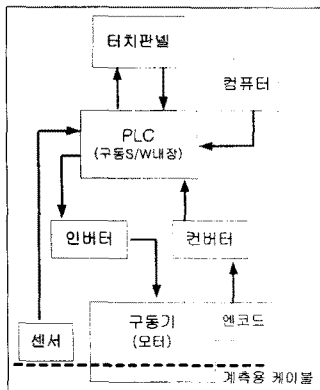 터치판넬
컴퓨터
PLC
(구동S/W내장)
인버터
컨버터
구동기
(모터)
엔코드
센서
계측용 케이블